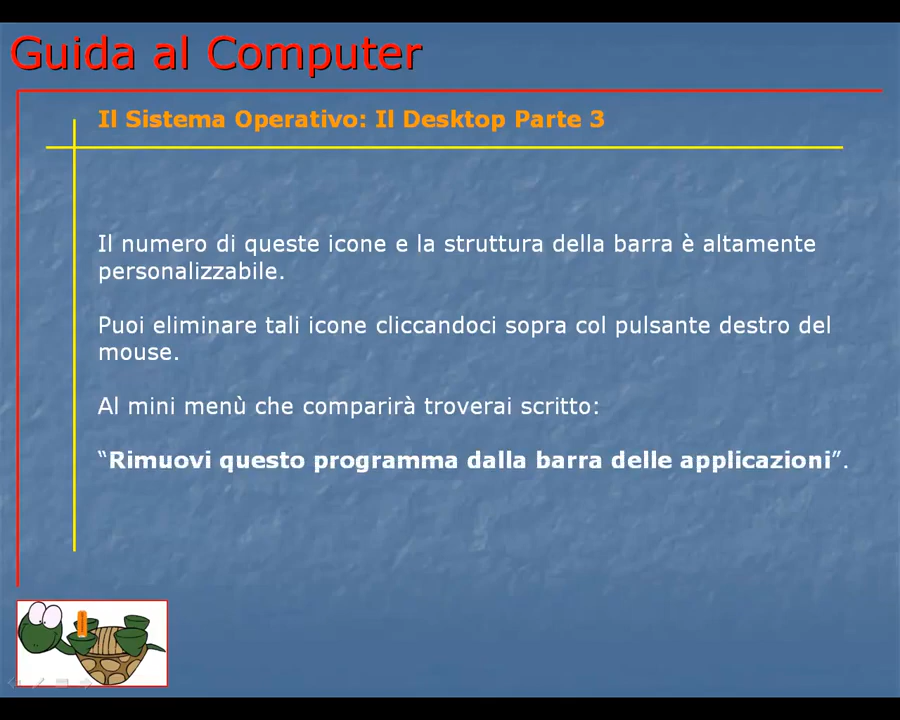 Guida al Computer
Il Sistema Operativo: Il Desktop Parte 3
Il numero di queste icone e la struttura della barra è altamente
personalizzabile.
Puoi eliminare tali icone cliccandoci sopra col pulsante destro del
mouse.
Al mini menù che comparirà troverai scritto:
“Rimuovi questo programma dalla barra delle applicazioni”.